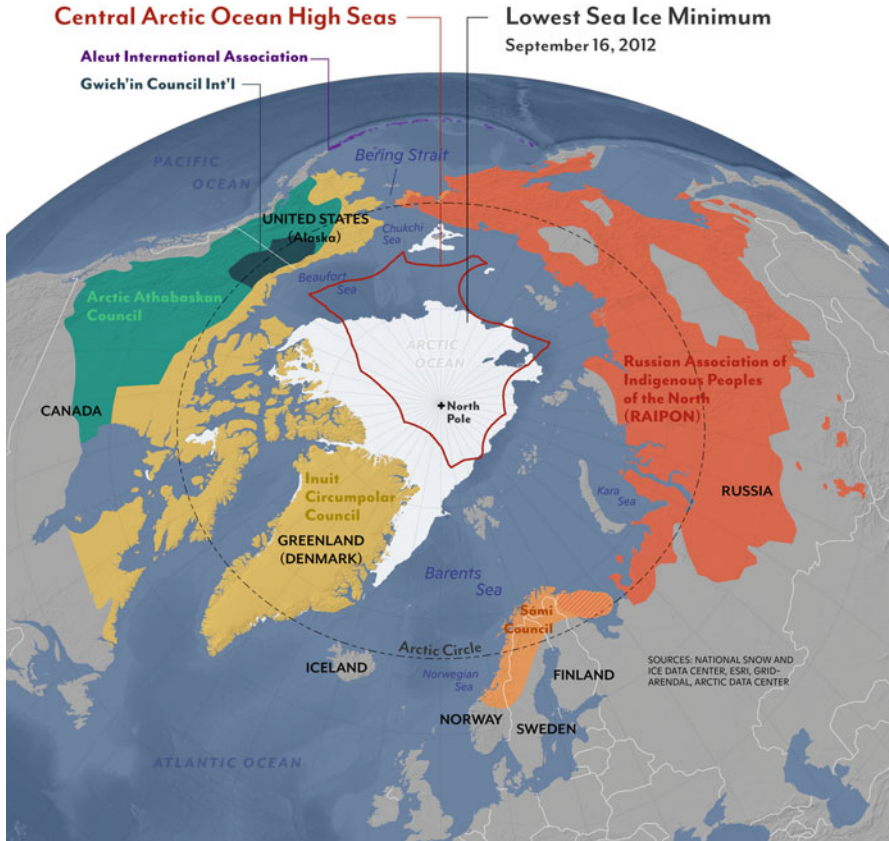 Central Arctic Ocean High Seas
Lowest Sea Ice Minimum
September 16, 2012
Aleut International Association
Gwich'in Council Int'l
PACIFIC
OCEAN
Bering Strait
UNITED STATES
(Alaska)
Chukchi
Sea
Beaufort
Sea
Arctic Athabaskan
Council
ARCTIC
OCEAN
Russian Association of
Indigenous Peoples
of the North
(RAIPON)
CANADA
North
Pole
Inuit
Circumpolar
Council
Kara
Sea
RUSSIA
GREENLAND
(DENMARK)
Barents
Sea
Sámi
Council
Arctic Circle
ICELAND
Norwegian
Sea
FINLAND
SOURCES: NATIONAL SNOW AND
ICE DATA CENTER, ESRI, GRID-
ARENDAL, ARCTIC DATA CENTER
NORWAY
SWEDEN
ATLANTIC OCEAN